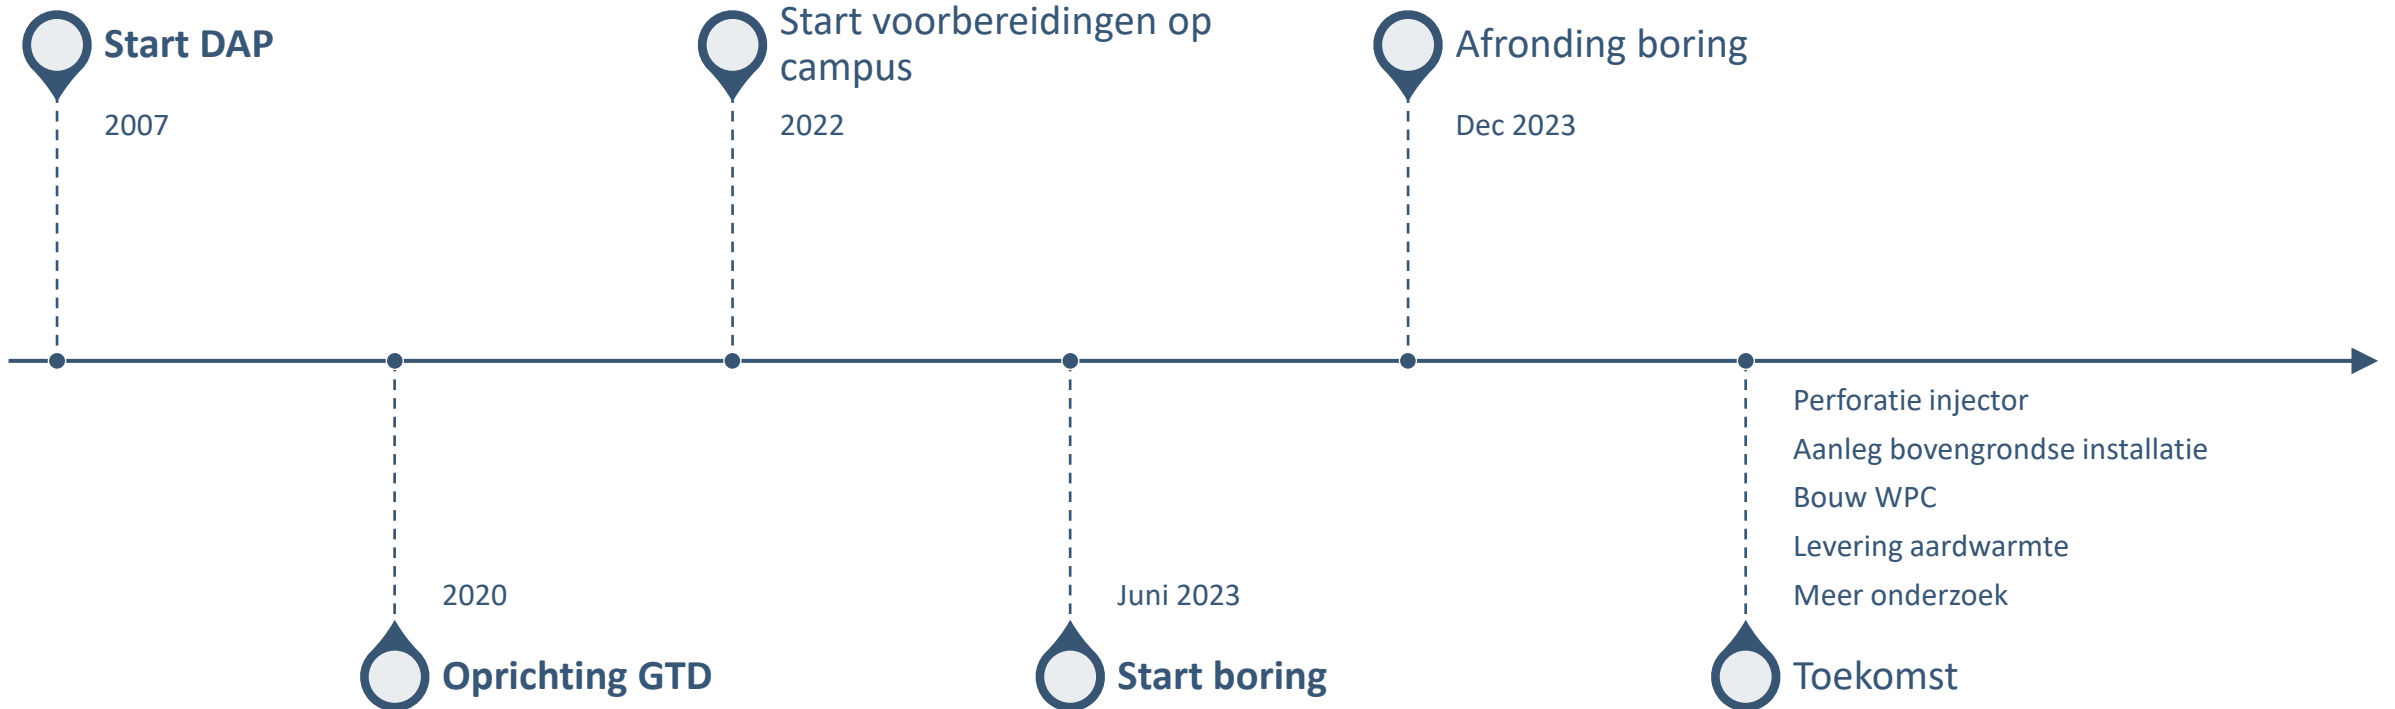 Start DAP
2007
2020
Oprichting GTD
Start voorbereidingen op
campus
2022
Juni 2023
Start boring
Afronding boring
Dec 2023
Perforatie injector
Aanleg bovengrondse installatie
Bouw WPC
Levering aardwarmte
Meer onderzoek
Toekomst